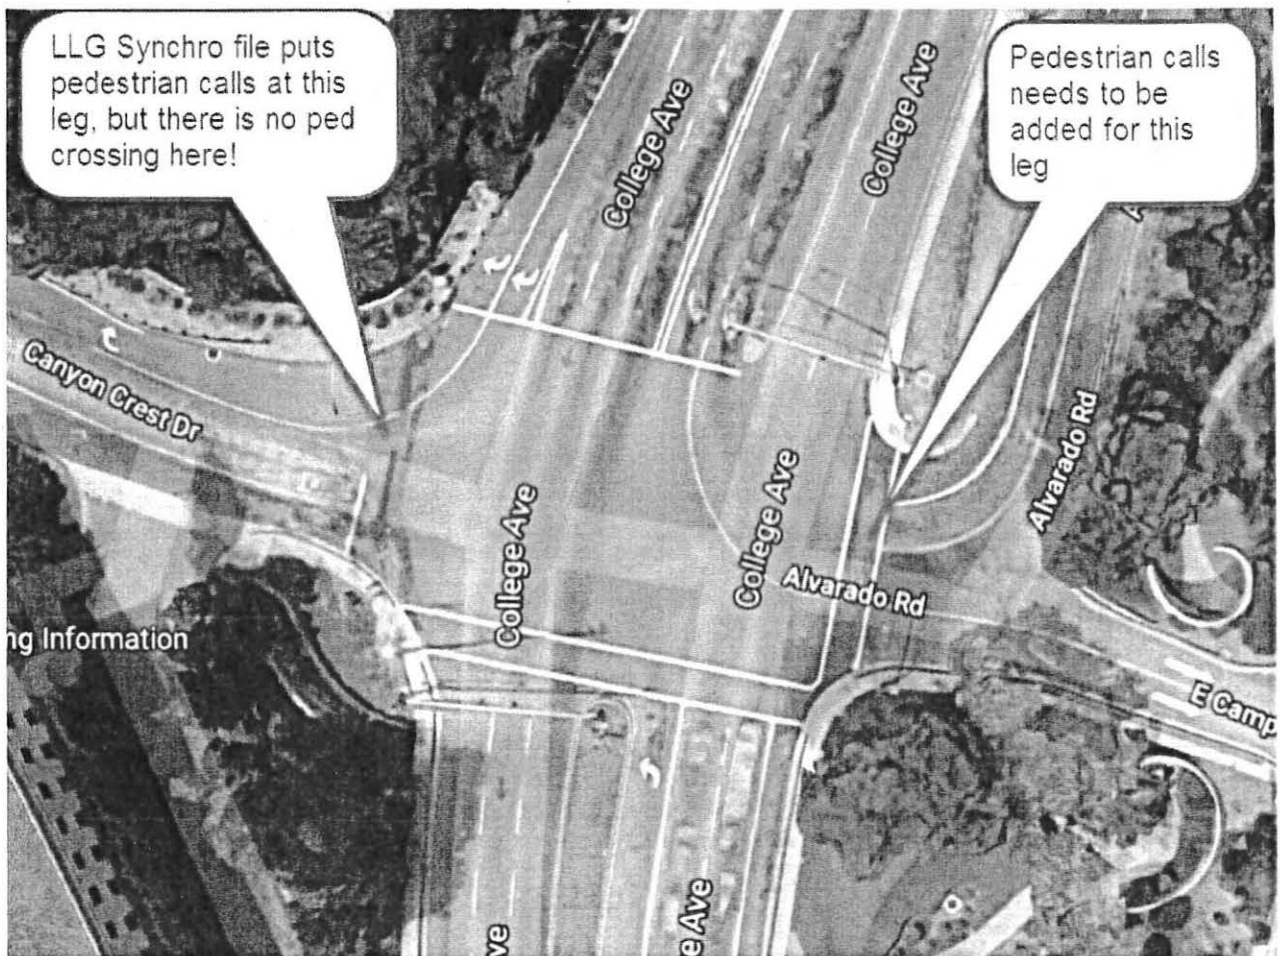 LLG Synchro file puts
pedestrian calls at this
leg, but there is no ped
crossing here!
Pedestrian calls
needs to be
added for this
leg
College Ave
College Ave
Canyon Crest Dr
Alvarado Rd
College Ave
College Ave
Alvarado Rd
ng Information
E Camp
ve
e Ave